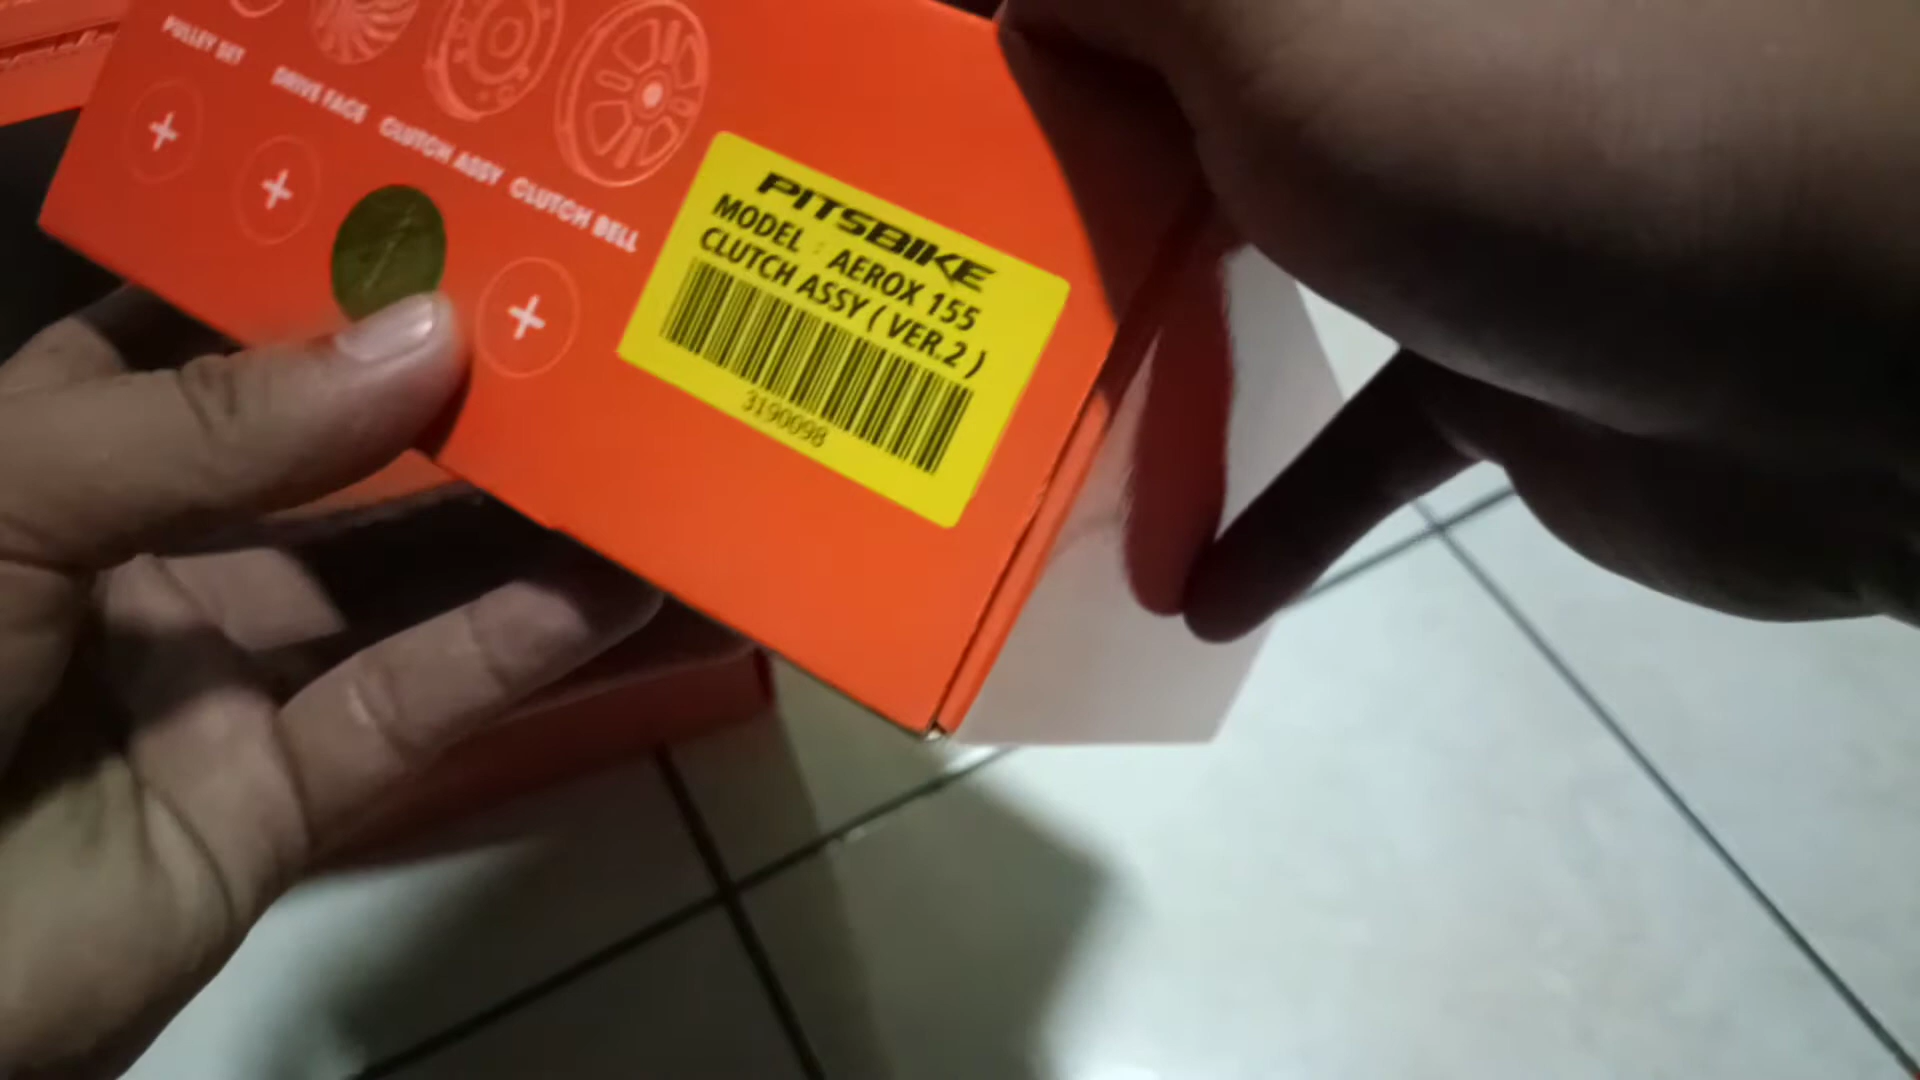 PULLEY SET
DRIVE FACE
CLUTCH ASSY
CLUTCH BELL
PITSBIKE
MODEL : AEROX 155
CLUTCH ASSY ( VER.2 )
3190098